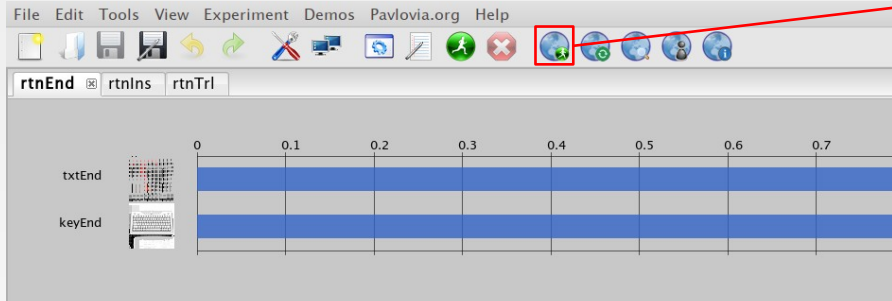 File Edit Tools View Experiment Demos Pavlovia.org Help
rtnEnd rtnIns rtnTrl
0 0.1 0.2 0.3 0.4 0.5 0.6 0.7
txtEnd
keyEnd